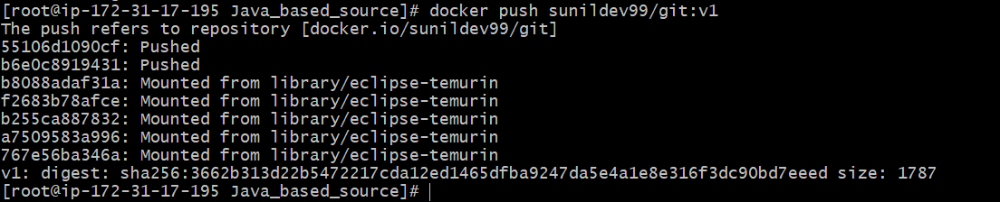 [root@ip-172-31-17-195 Java_based_source]# docker push sunildev99/git:v1
The push refers to repository [docker.io/sunildev99/git]
55106d1090cf: Pushed
b6e0c8919431: Pushed
b8088adaf31a: Mounted from library/eclipse-temurin
f2683b78afce: Mounted from library/eclipse-temurin
b255ca887832: Mounted from library/eclipse-temurin
a7509583a996: Mounted from library/eclipse-temurin
767e56ba346a: Mounted from library/eclipse-temurin
v1: digest: sha256:3662b313d22b5472217cda12ed1465dfba9247da5e4a1e8e316f3dc90bd7eeed size: 1787
[root@ip-172-31-17-195 Java_based_source]#